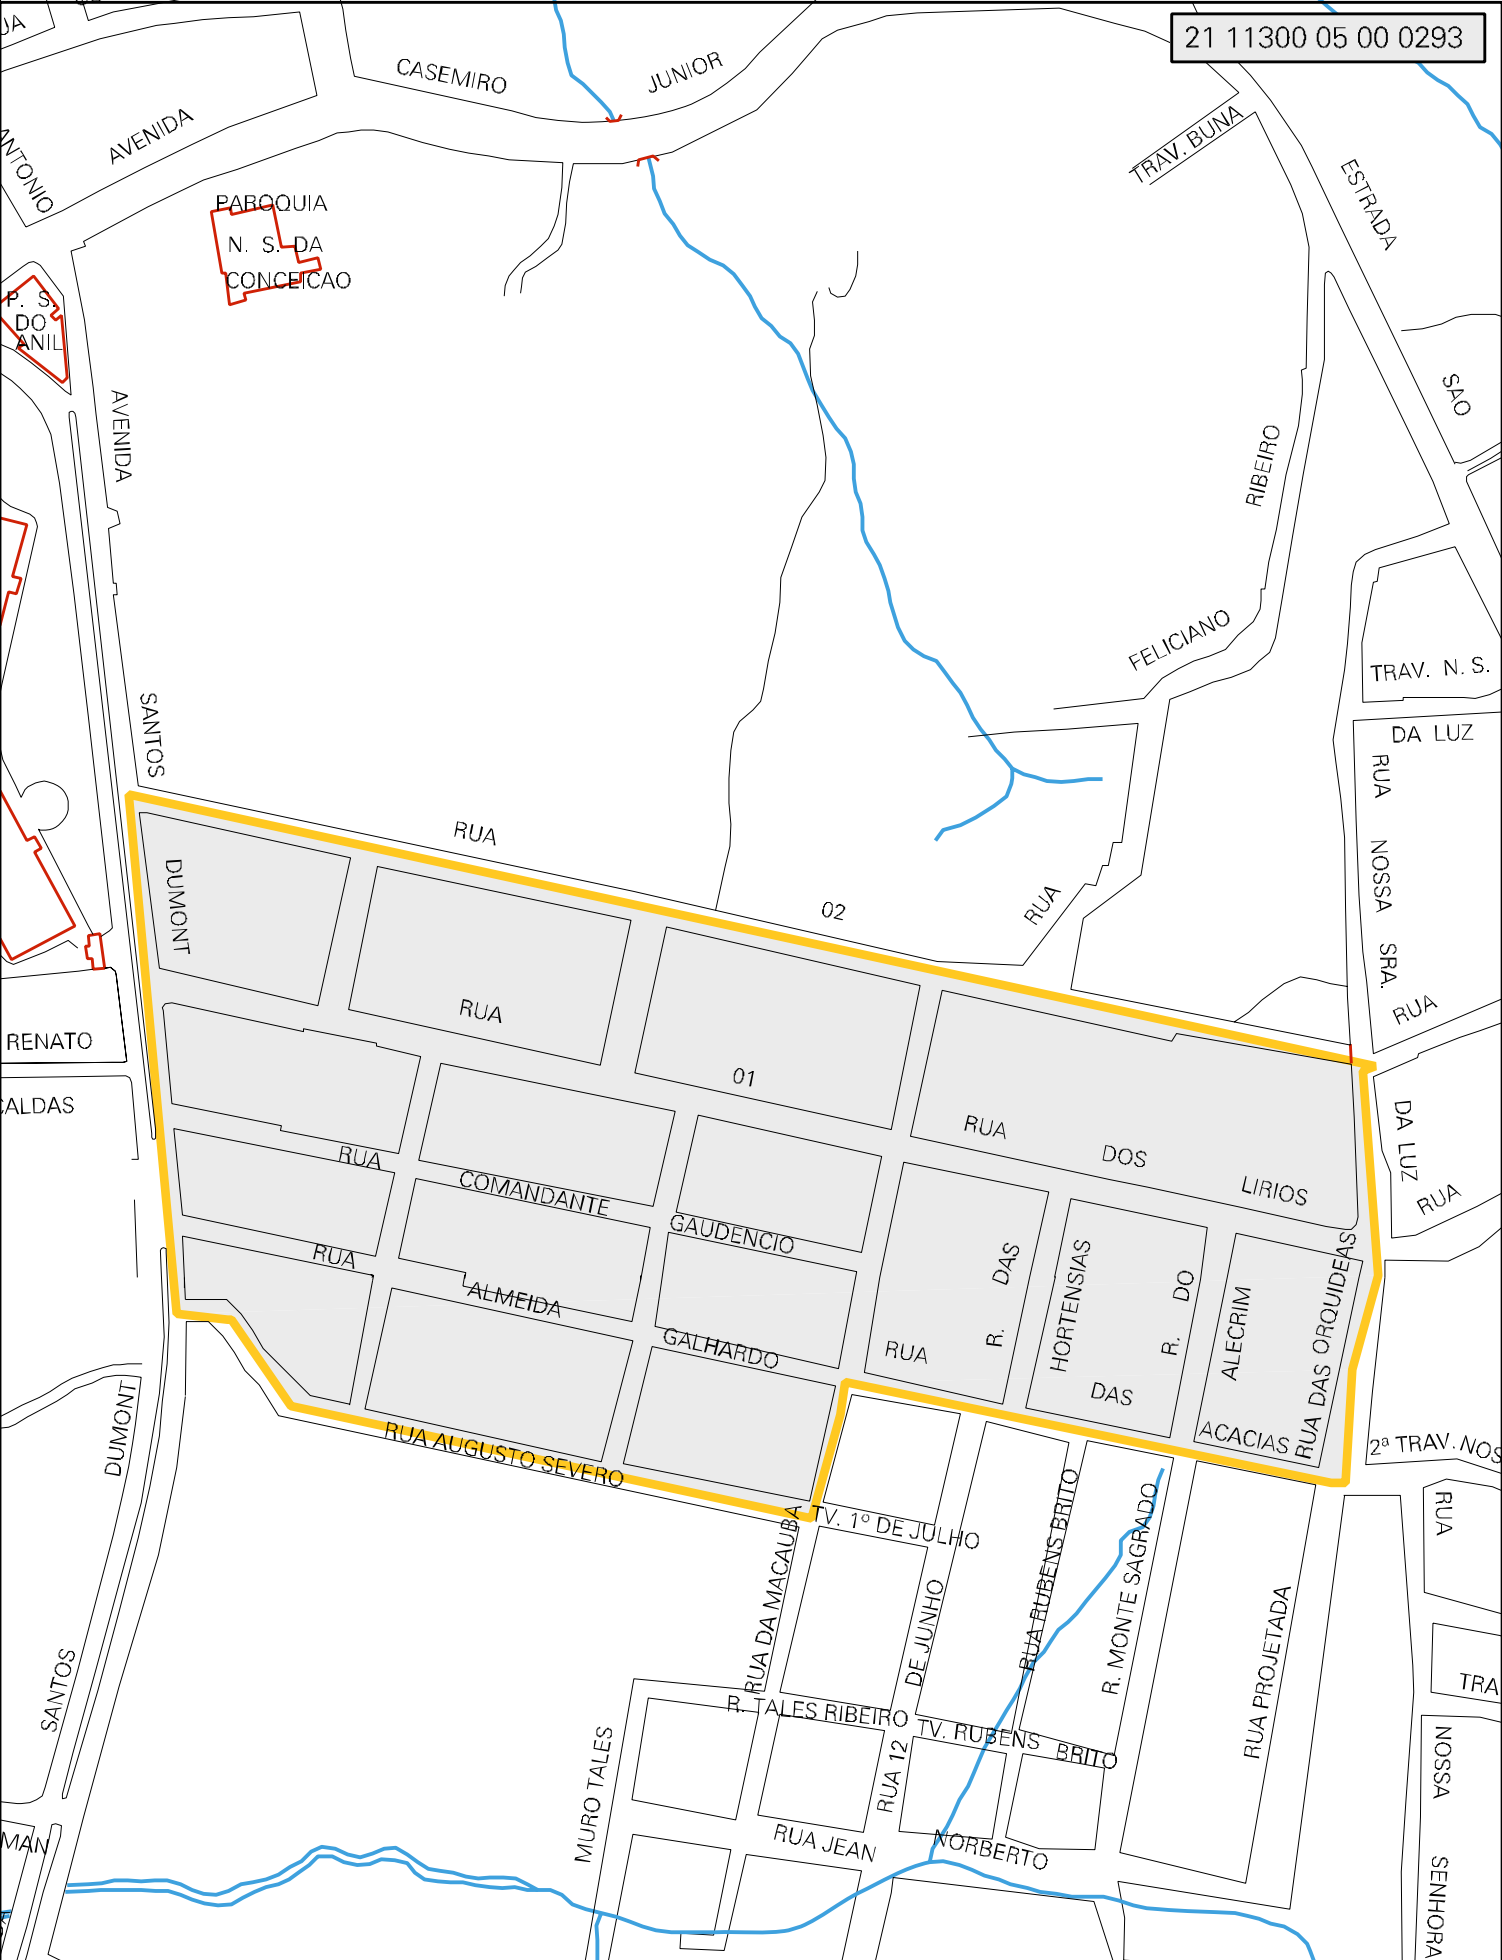 21 11300 05 00 0293
CASEMIRO
JUNIOR
AVENIDA
ANTONIO
TRAV. BUNA
ESTRADA
PAROQUIA
N. S. DA
CONCEICAO
P. S.
DO
ANIL
AVENIDA
SAO
RIBEIRO
FELICIANO
TRAV. N. S.
DA LUZ
SANTOS
RUA
NOSSA
SRA.
RUA
DUMONT
02
RUA
RUA
RUA
RENATO
01
CALDAS
DA LUZ
RUA
RUA
DOS
LIRIOS
RUA
COMANDANTE
GAUDENCIO
RUA
ALMEIDA
GALHARDO
RUA
DAS
ACACIAS
R. DAS
HORTENSIAS
R. DO
ALECRIM
RUA DAS ORQUIDEAS
DUMONT
RUA AUGUSTO SEVERO
2ª TRAV. NOS
TV. 1º DE JULHO
RUA DA MACAUBA
DE JUNHO
RUA RUBENS BRITO
R. MONTE SAGRADO
RUA
RUA PROJETADA
SANTOS
TRA
R. TALES RIBEIRO
TV. RUBENS
BRITO
MURO TALES
RUA 12
NOSSA
MAN
RUA JEAN
NORBERTO
SENHORA